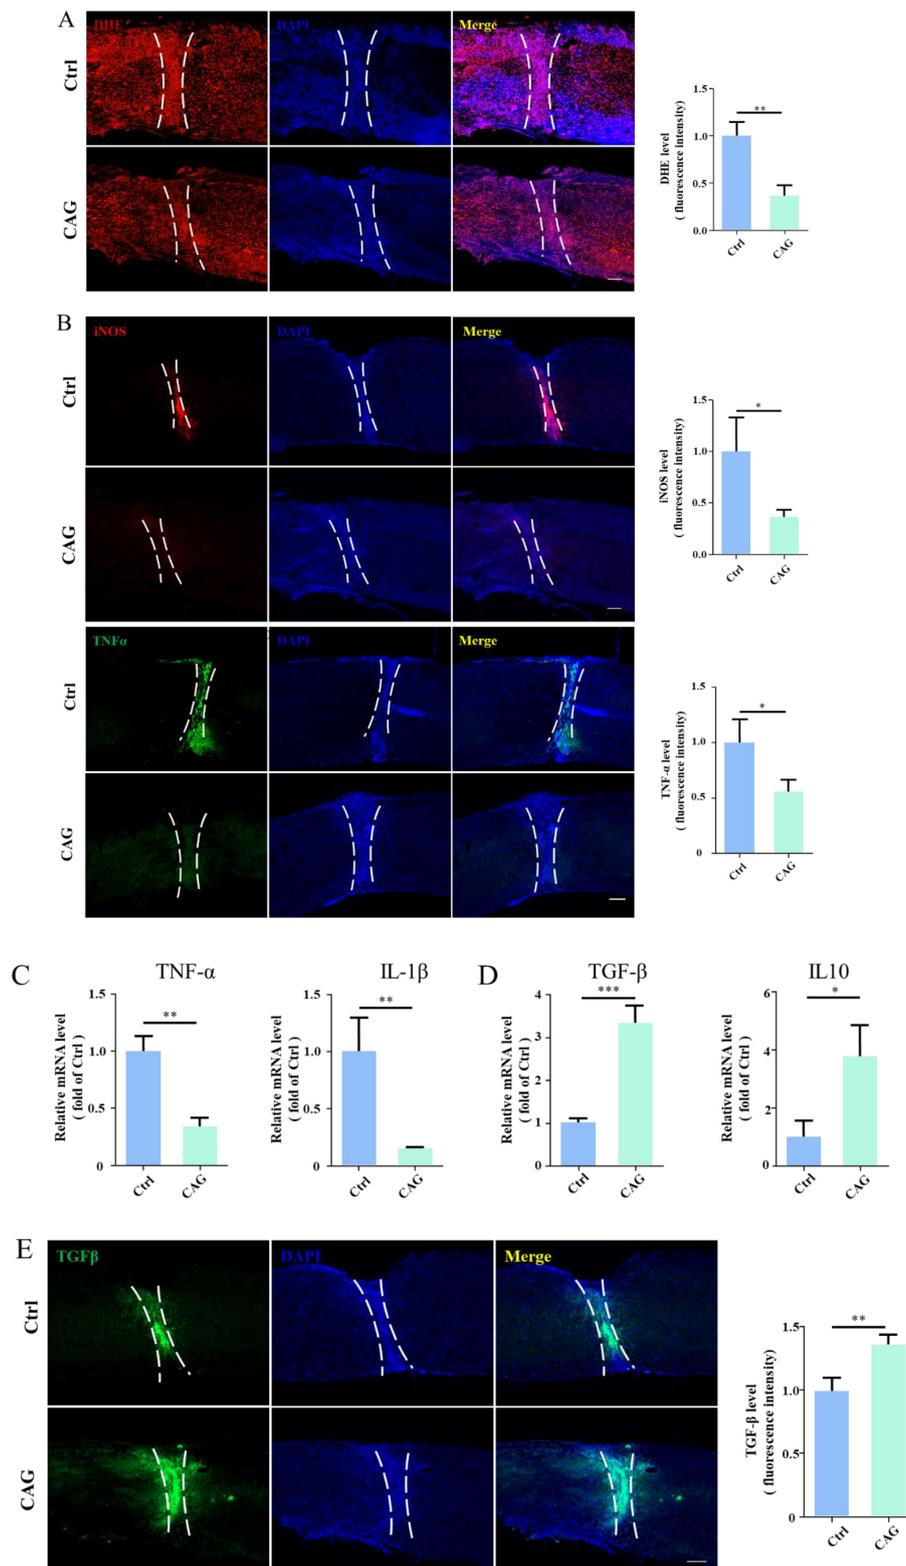 A
DHE
DAPI
Merge
Ctrl
CAG
DHE level
( fluorescence intensity)
1.5
1.0
0.5
0.0
**
Ctrl
CAG
B
iNOS
DAPI
Merge
Ctrl
CAG
iNOS level
( fluorescence intensity)
1.5
1.0
0.5
0
*
Ctrl
CAG
TNFα
DAPI
Merge
Ctrl
CAG
TNF-α level
( fluorescence intensity)
1.5
1.0
0.5
0
*
Ctrl
CAG
C
TNF-α
Relative mRNA level
( fold of Ctrl )
1.5
1.0
0.5
0
**
Ctrl
CAG
IL-1β
Relative mRNA level
( fold of Ctrl )
1.5
1.0
0.5
0
**
Ctrl
CAG
D
TGF-β
Relative mRNA level
( fold of Ctrl )
4
3
2
1
0
***
Ctrl
CAG
IL10
Relative mRNA level
( fold of Ctrl )
6
4
2
0
*
Ctrl
CAG
E
TGFβ
DAPI
Merge
Ctrl
CAG
TGF-β level
( fluorescence intensity)
1.5
1.0
0.5
0
**
Ctrl
CAG